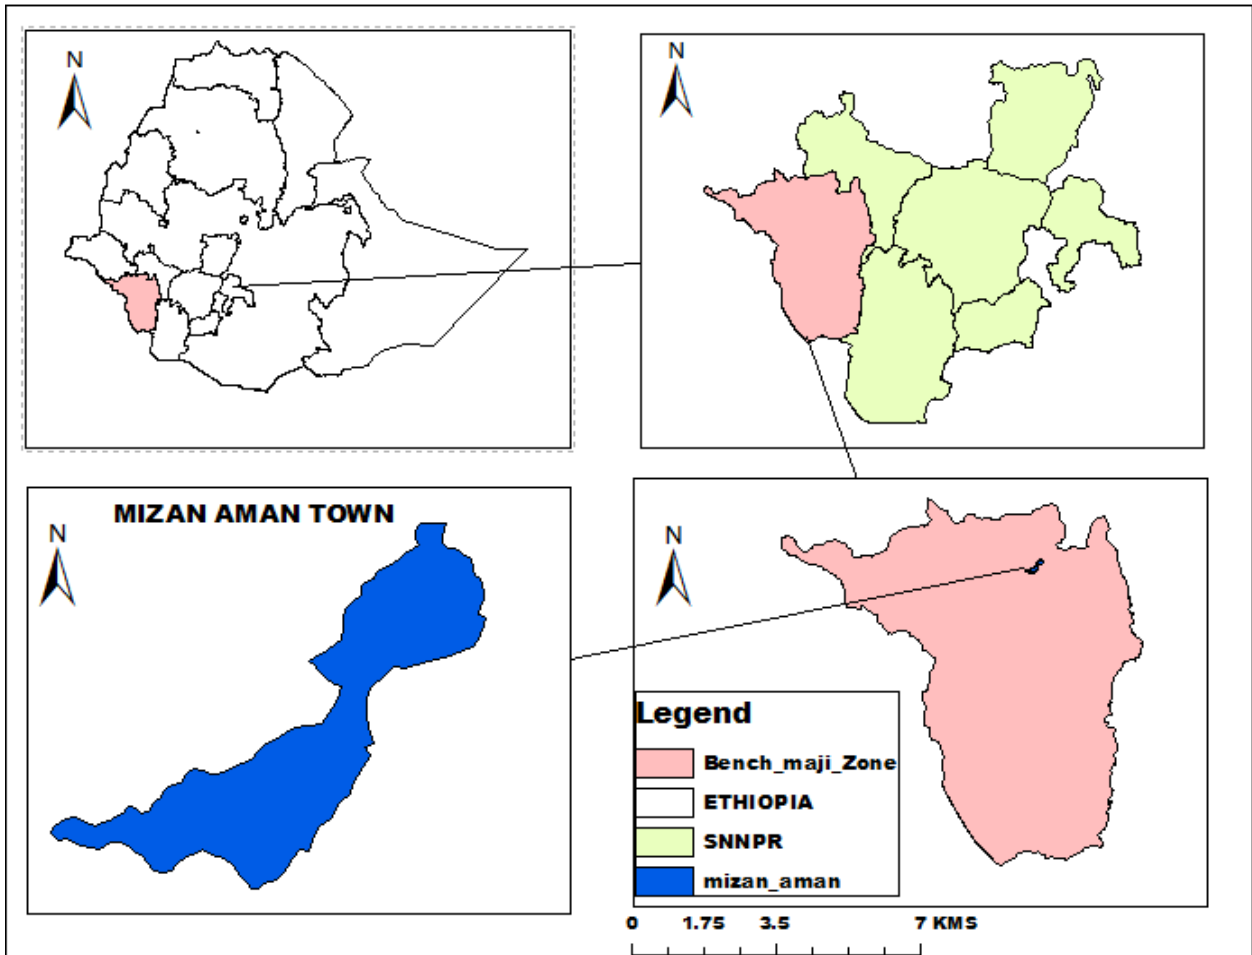 N
N
MIZAN AMAN TOWN
N
N
Legend
Bench_maji_Zone
ETHIOPIA
SNNPR
mizan_aman
0 1.75 3.5 7 KMS